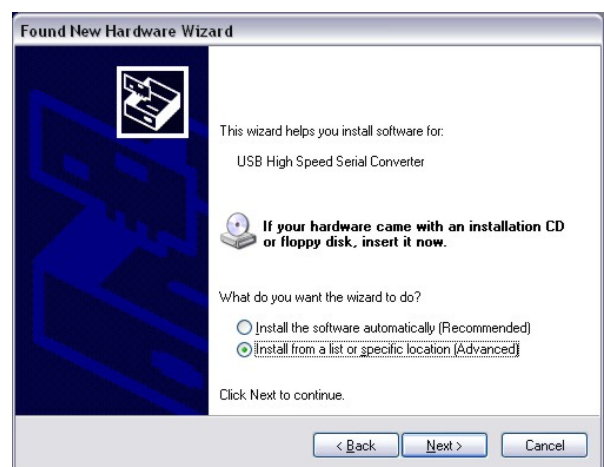 Found New Hardware Wizard
This wizard helps you install software for:
USB High Speed Serial Converter
If your hardware came with an installation CD
or floppy disk, insert it now.
What do you want the wizard to do?
Install the software automatically (Recommended)
Install from a list or specific location (Advanced)
Click Next to continue.
< Back Next > Cancel